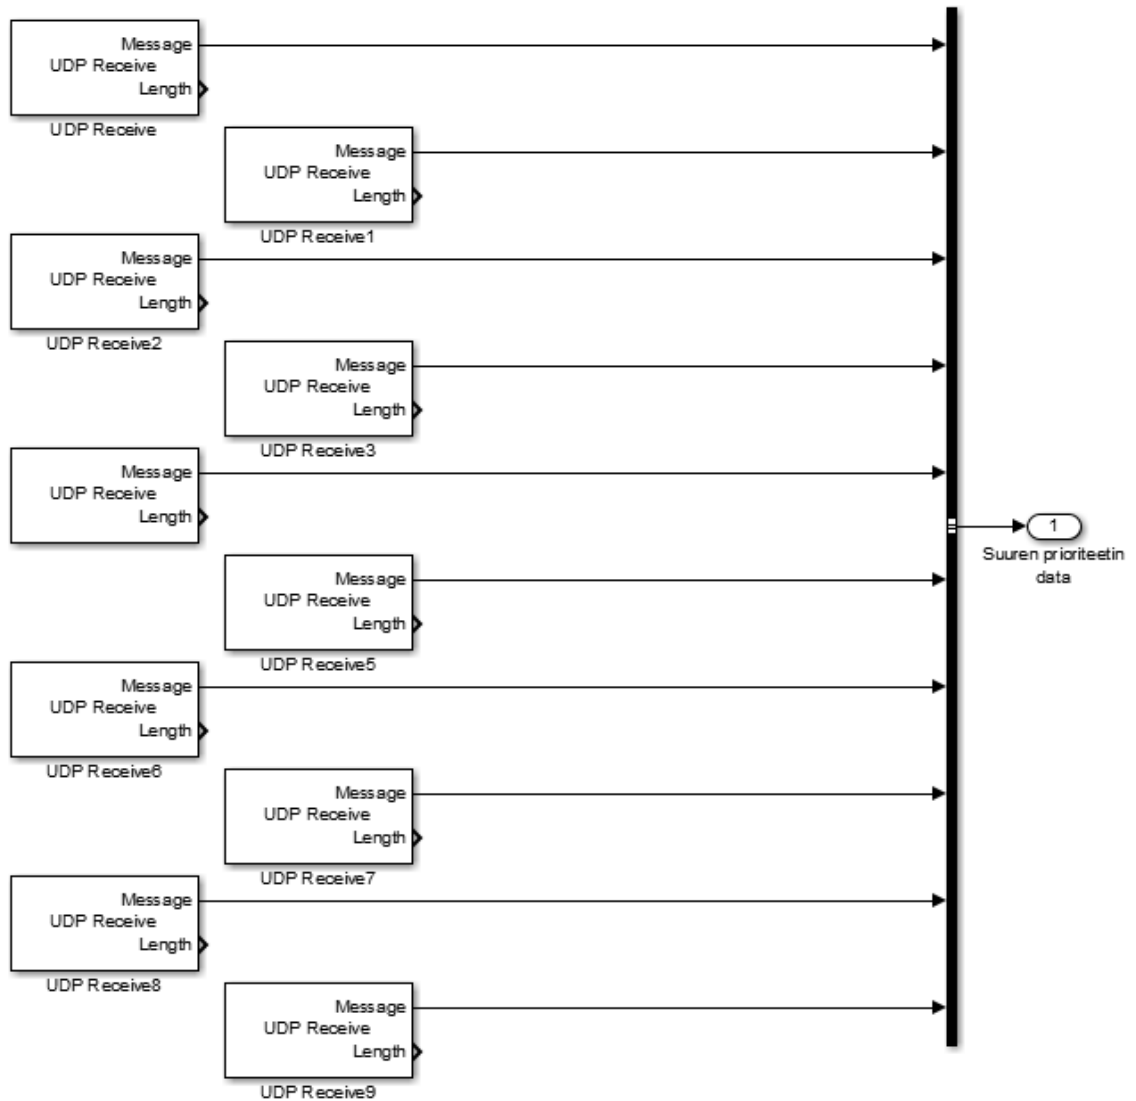 Message
UDP Receive
Length
UDP Receive
Message
UDP Receive
Length
UDP Receive1
Message
UDP Receive
Length
UDP Receive2
Message
UDP Receive
Length
UDP Receive3
Message
UDP Receive
Length
Message
UDP Receive
Length
UDP Receive5
Message
UDP Receive
Length
UDP Receive6
Message
UDP Receive
Length
UDP Receive7
Message
UDP Receive
Length
UDP Receive8
Message
UDP Receive
Length
UDP Receive9
1
Suuren prioriteetin
data